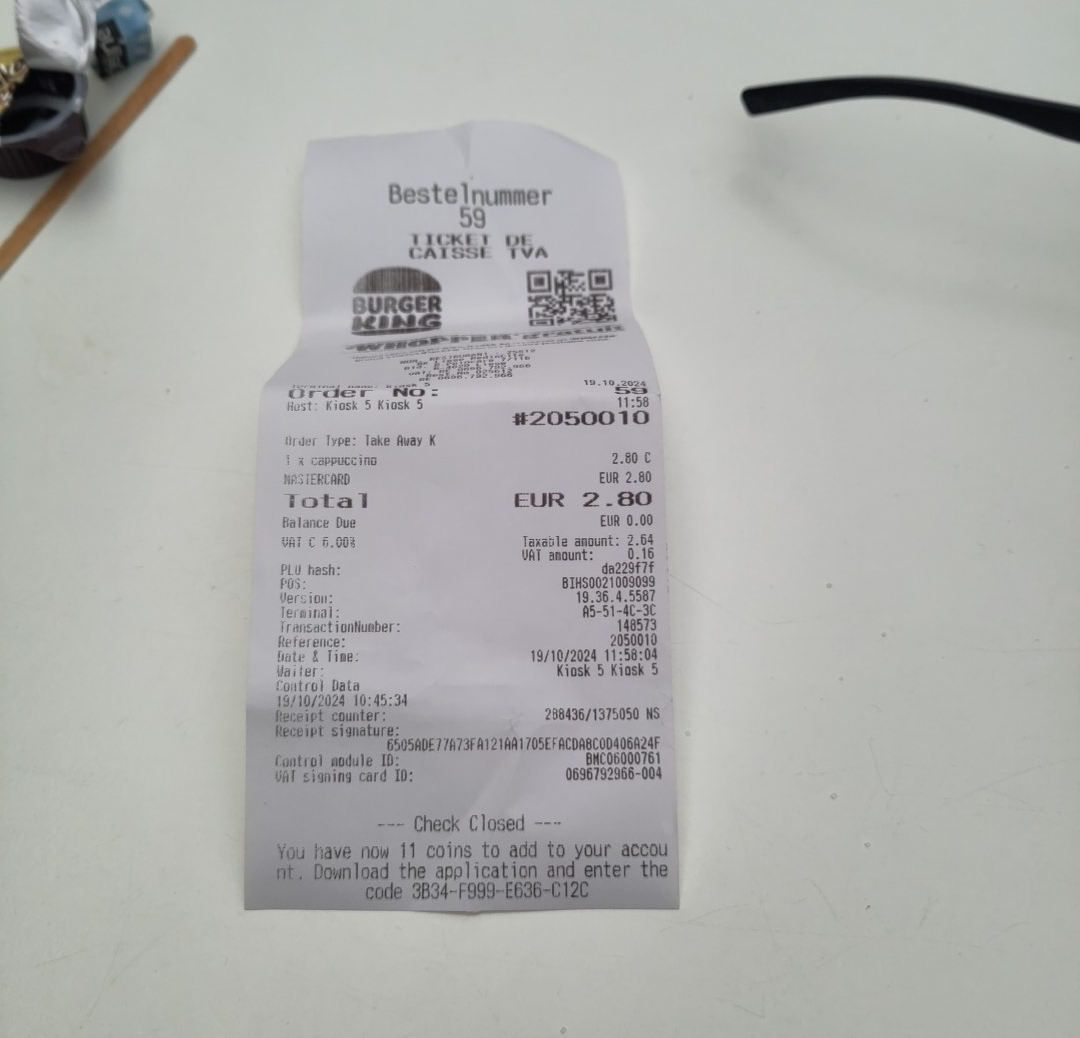 Bestelnummer
59
TICKET DE
CAISSE TVA
BURGER
KING
WHOPPER gratuit
Terminal name: Kiosk 5 19.10.2024
Order No: 59
Host: Kiosk 5 Kiosk 5 11:58
#2050010
Order Type: Take Away K
1 x cappuccino 2.80 C
MASTERCARD EUR 2.80
Total EUR 2.80
Balance Due EUR 0.00
VAT C 6.00% Taxable amount: 2.64
VAT amount: 0.16
PLU hash: da229f7f
POS: BIHS0021009099
Version: 19.36.4.5587
Terminal: A5-51-4C-3C
TransactionNumber: 148573
Reference: 2050010
Date & Time: 19/10/2024 11:58:04
Waiter: Kiosk 5 Kiosk 5
Control Data
19/10/2024 10:45:34
Receipt counter: 288436/1375050 NS
Receipt signature:
6505ADE77A73FA121AA1705EFACDABC0D406A24F
Control module ID: BMC06000761
VAT signing card ID: 0696792966-004
--- Check Closed ---
You have now 11 coins to add to your accou
nt. Download the application and enter the
code 3B34-F999-E636-C12C